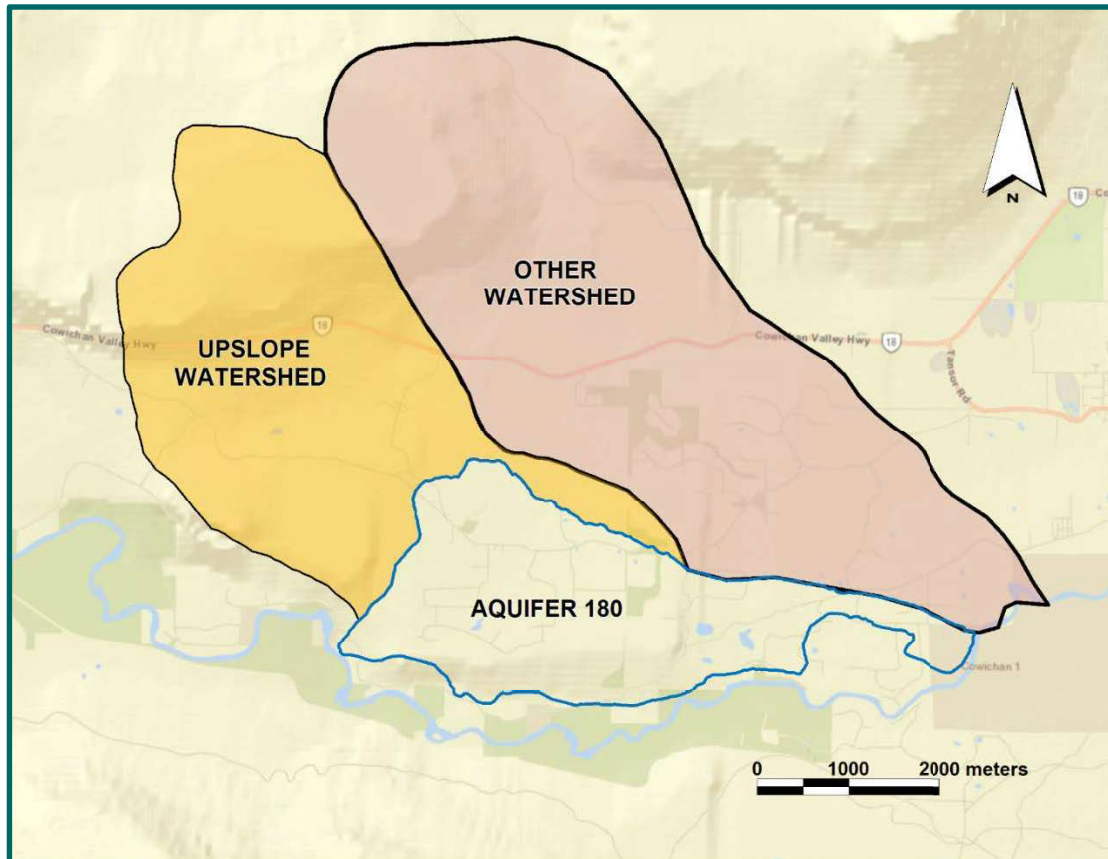 N
18
Co
OTHER
WATERSHED
Cowichan Valley Hwy
18
UPSLOPE
WATERSHED
Cowichan Valley Hwy
18
Tansor Rd
AQUIFER 180
Cowichan 1
0 1000 2000 meters